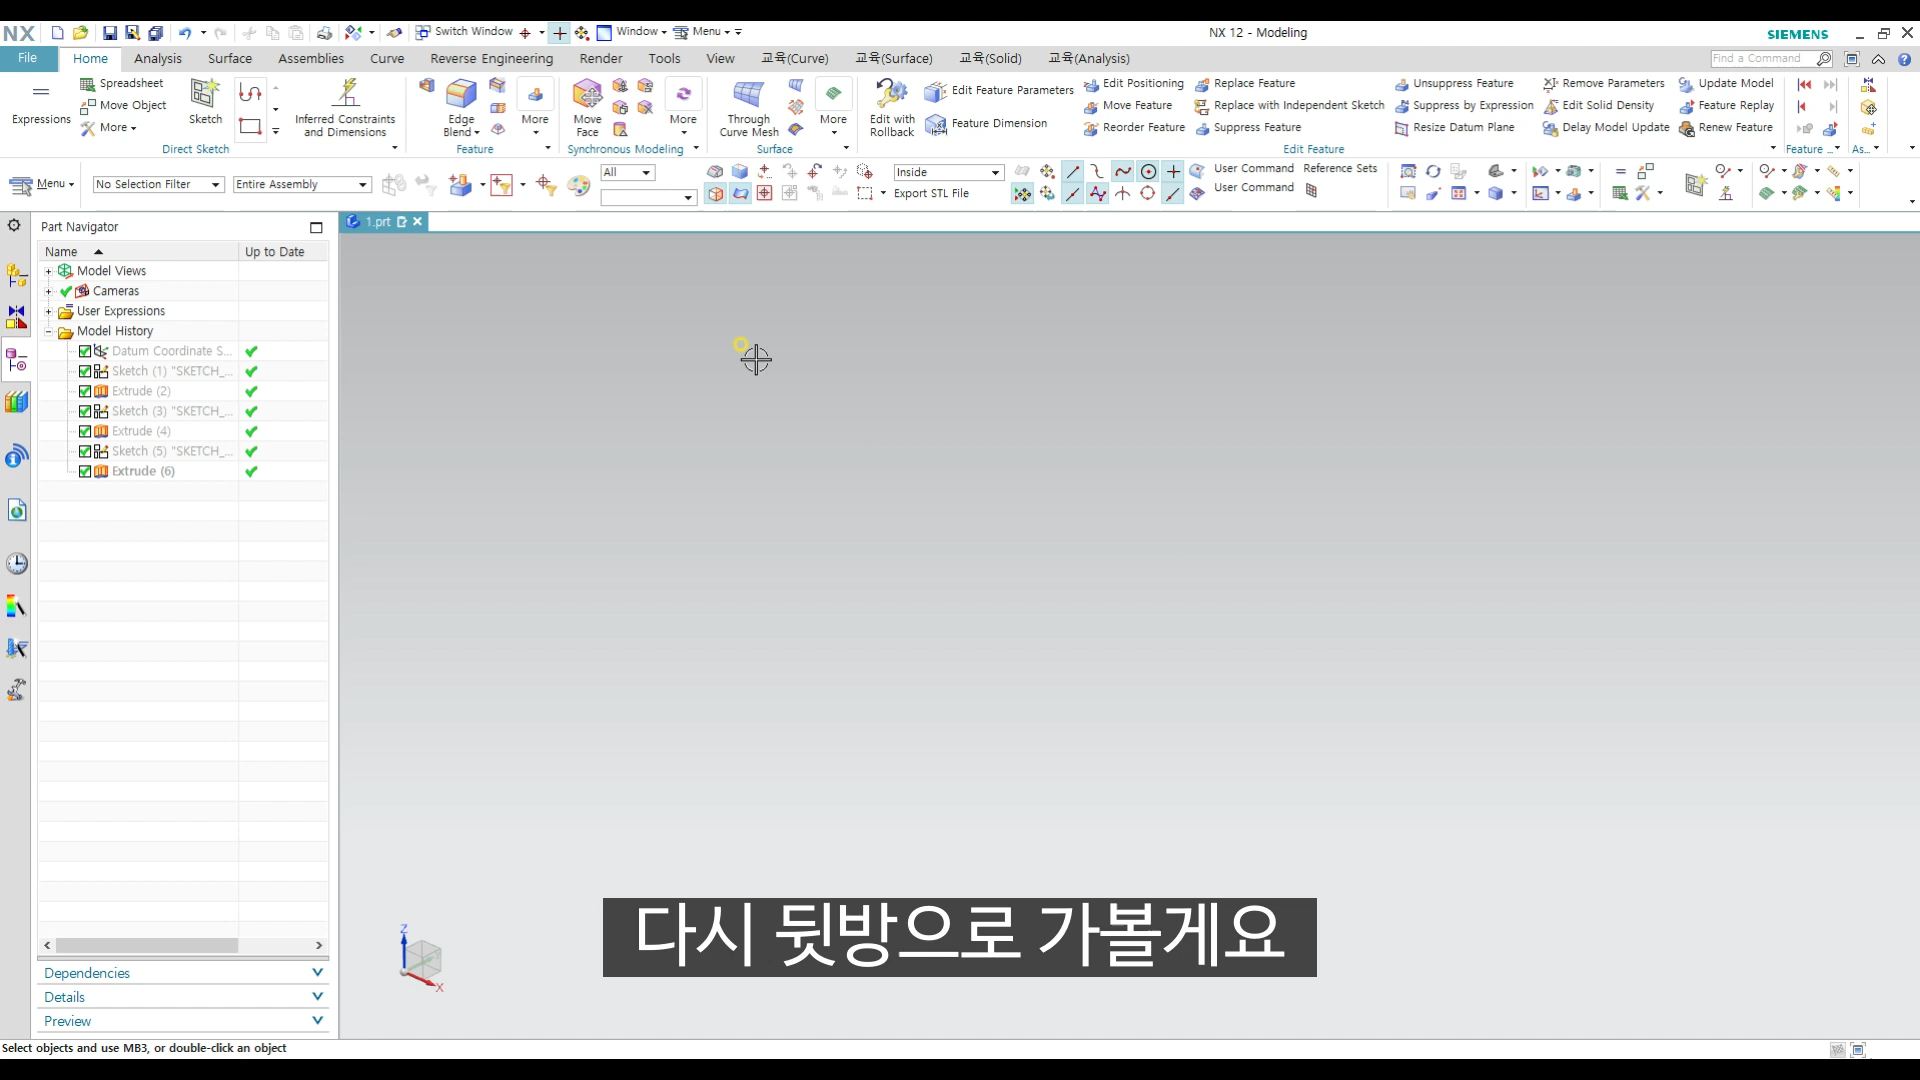 NX
Switch Window
Window
Menu
NX 12 - Modeling
SIEMENS
File
Home
Analysis
Surface
Assemblies
Curve
Reverse Engineering
Render
Tools
View
교육(Curve)
교육(Surface)
교육(Solid)
교육(Analysis)
Find a Command
Expressions
Spreadsheet
Move Object
More
Sketch
Inferred Constraints
and Dimensions
Direct Sketch
Edge
Blend
More
Feature
Move
Face
More
Synchronous Modeling
Through
Curve Mesh
More
Surface
Edit with
Rollback
Edit Feature Parameters
Feature Dimension
Edit Positioning
Move Feature
Reorder Feature
Replace Feature
Replace with Independent Sketch
Suppress Feature
Unsuppress Feature
Suppress by Expression
Resize Datum Plane
Remove Parameters
Edit Solid Density
Delay Model Update
Update Model
Feature Replay
Renew Feature
Edit Feature
Feature ...
As...
Menu
No Selection Filter
Entire Assembly
All
Inside
Export STL File
User Command
Reference Sets
User Command
Part Navigator
1.prt
Name
Up to Date
Model Views
Cameras
User Expressions
Model History
Datum Coordinate S...
Sketch (1) "SKETCH_...
Extrude (2)
Sketch (3) "SKETCH_...
Extrude (4)
Sketch (5) "SKETCH_...
Extrude (6)
Z
X
다시 뒷방으로 가볼게요
Dependencies
Details
Preview
Select objects and use MB3, or double-click an object